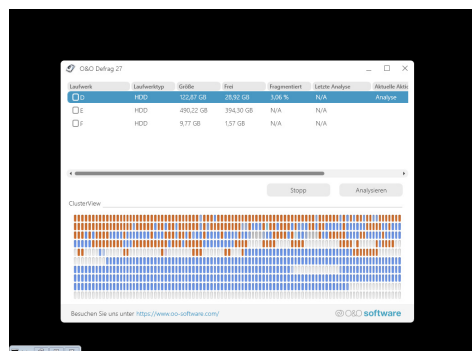 O&O Defrag 27
Laufwerk Laufwerktyp Größe Frei Fragmentiert Letzte Analyse Aktuelle Aktio
D HDD 122,87 GB 28,92 GB 3,06 % N/A Analyse
E HDD 490,22 GB 394,30 GB N/A N/A
F HDD 9,77 GB 1,57 GB N/A N/A
Stopp Analysieren
ClusterView
Besuchen Sie uns unter https://www.oo-software.com/ O&O software